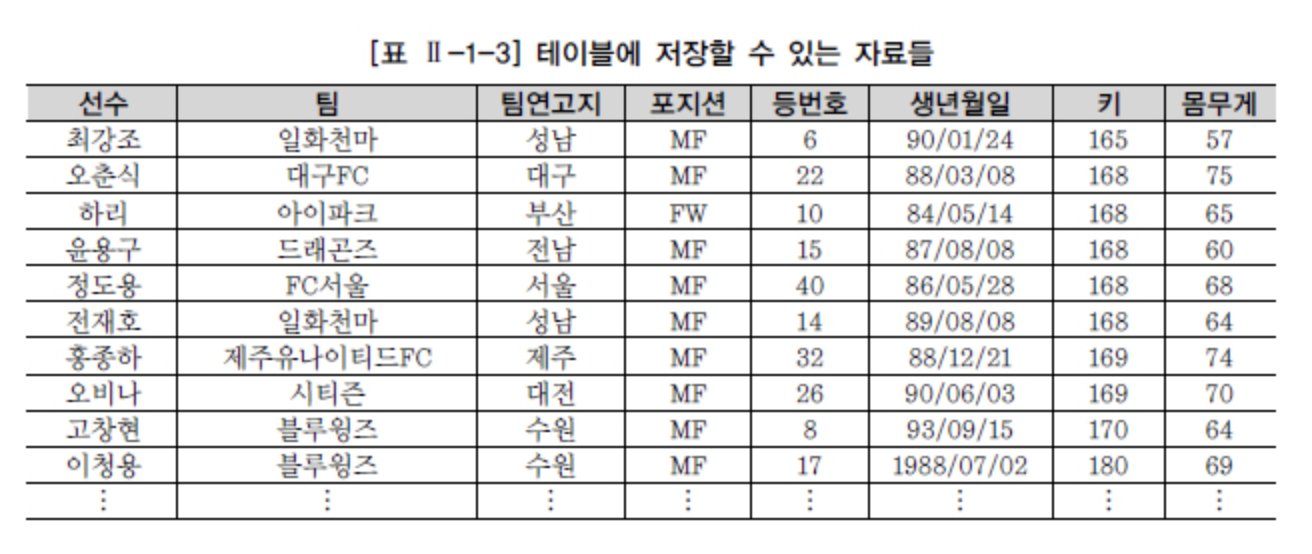 [표 Ⅱ-1-3] 테이블에 저장할 수 있는 자료들
선수 팀 팀연고지 포지션 등번호 생년월일 키 몸무게
최강조 일화천마 성남 MF 6 90/01/24 165 57
오춘식 대구FC 대구 MF 22 88/03/08 168 75
하리 아이파크 부산 FW 10 84/05/14 168 65
윤용구 드래곤즈 전남 MF 15 87/08/08 168 60
정도용 FC서울 서울 MF 40 86/05/28 168 68
전재호 일화천마 성남 MF 14 89/08/08 168 64
홍종하 제주유나이티드FC 제주 MF 32 88/12/21 169 74
오비나 시티즌 대전 MF 26 90/06/03 169 70
고창현 블루윙즈 수원 MF 8 93/09/15 170 64
이청용 블루윙즈 수원 MF 17 1988/07/02 180 69
⋮ ⋮ ⋮ ⋮ ⋮ ⋮ ⋮ ⋮